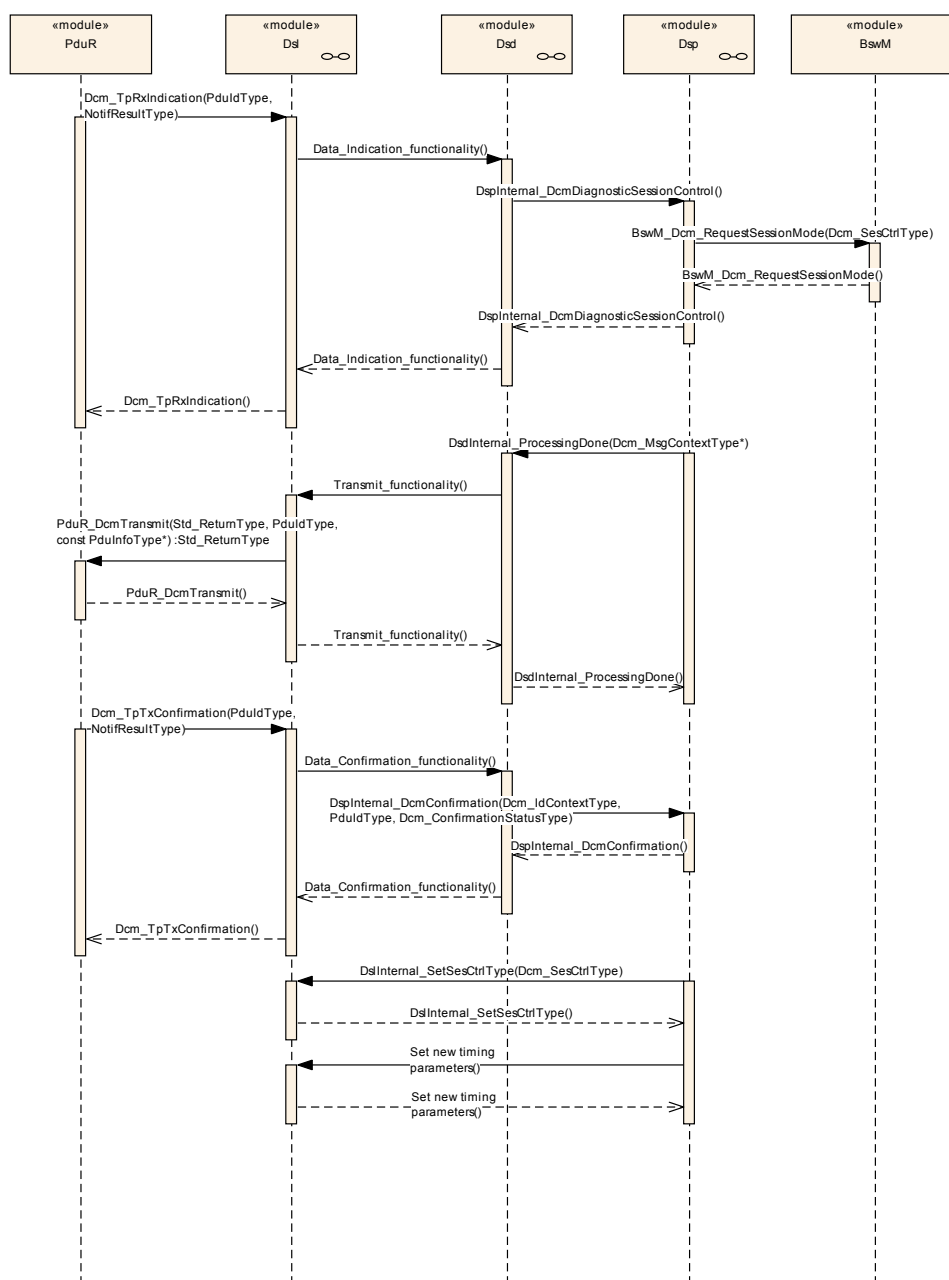 «module»
PduR
«module»
Dsl
«module»
Dsd
«module»
Dsp
«module»
BswM
Dcm_TpRxIndication(PduIdType,
NotifResultType)
Data_Indication_functionality()
DspInternal_DcmDiagnosticSessionControl()
BswM_Dcm_RequestSessionMode(Dcm_SesCtrlType)
BswM_Dcm_RequestSessionMode()
DspInternal_DcmDiagnosticSessionControl()
Data_Indication_functionality()
Dcm_TpRxIndication()
DsdInternal_ProcessingDone(Dcm_MsgContextType*)
Transmit_functionality()
PduR_DcmTransmit(Std_ReturnType, PduIdType,
const PduInfoType*) :Std_ReturnType
PduR_DcmTransmit()
Transmit_functionality()
DsdInternal_ProcessingDone()
Dcm_TpTxConfirmation(PduIdType,
NotifResultType)
Data_Confirmation_functionality()
DspInternal_DcmConfirmation(Dcm_IdContextType,
PduIdType, Dcm_ConfirmationStatusType)
DspInternal_DcmConfirmation()
Data_Confirmation_functionality()
Dcm_TpTxConfirmation()
DslInternal_SetSesCtrlType(Dcm_SesCtrlType)
DslInternal_SetSesCtrlType()
Set new timing
parameters()
Set new timing
parameters()